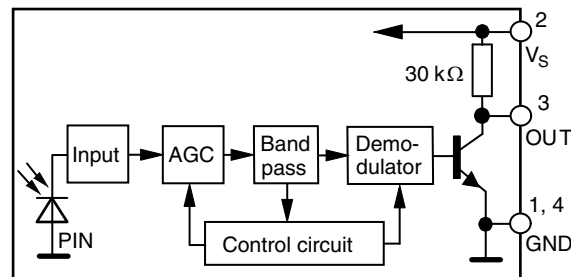 2
V_S
30 kΩ
3
OUT
Input
AGC
Band
pass
Demo-
dulator
1, 4
GND
PIN
Control circuit